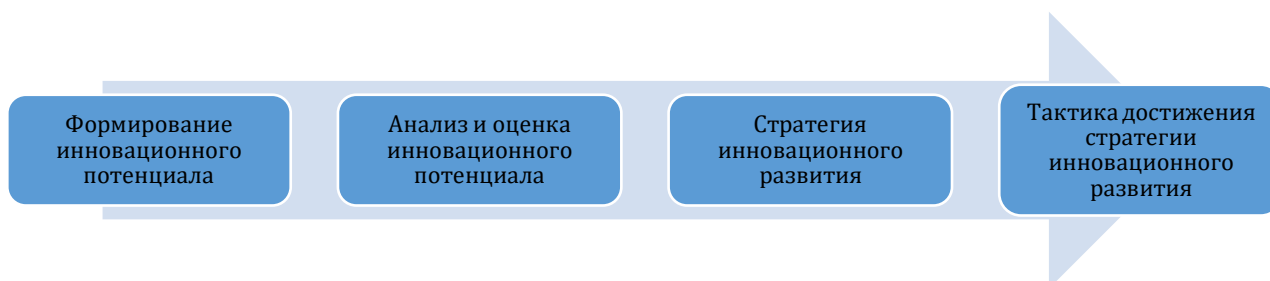 Формирование
инновационного
потенциала
Анализ и оценка
инновационного
потенциала
Стратегия
инновационного
развития
Тактика достижения
стратегии
инновационного
развития